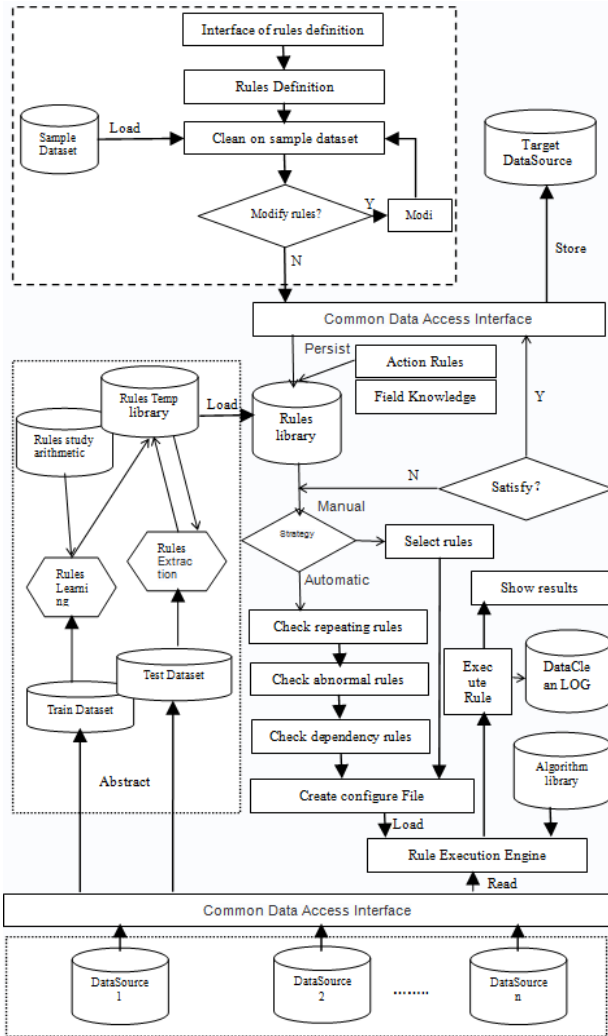 Interface of rules definition
Rules Definition
Sample
Dataset
Load
Clean on sample dataset
Target
DataSource
Modify rules?
Y
Modi
N
Store
Common Data Access Interface
Persist
Action Rules
Field Knowledge
Y
Rules Temp
library
Load
Rules
library
Rules study
arithmetic
N
Satisfy?
Manual
Strategy
Select rules
Automatic
Rules
Learni
ng
Rules
Extrac
tion
Show results
Check repeating rules
Exec
ute
Rule
DataCle
an LOG
Test Dataset
Check abnormal rules
Train Dataset
Check dependency rules
Abstract
Algorithm
library
Create configure File
Load
Rule Execution Engine
Read
Common Data Access Interface
DataSource
1
DataSource
2
........
DataSource
n